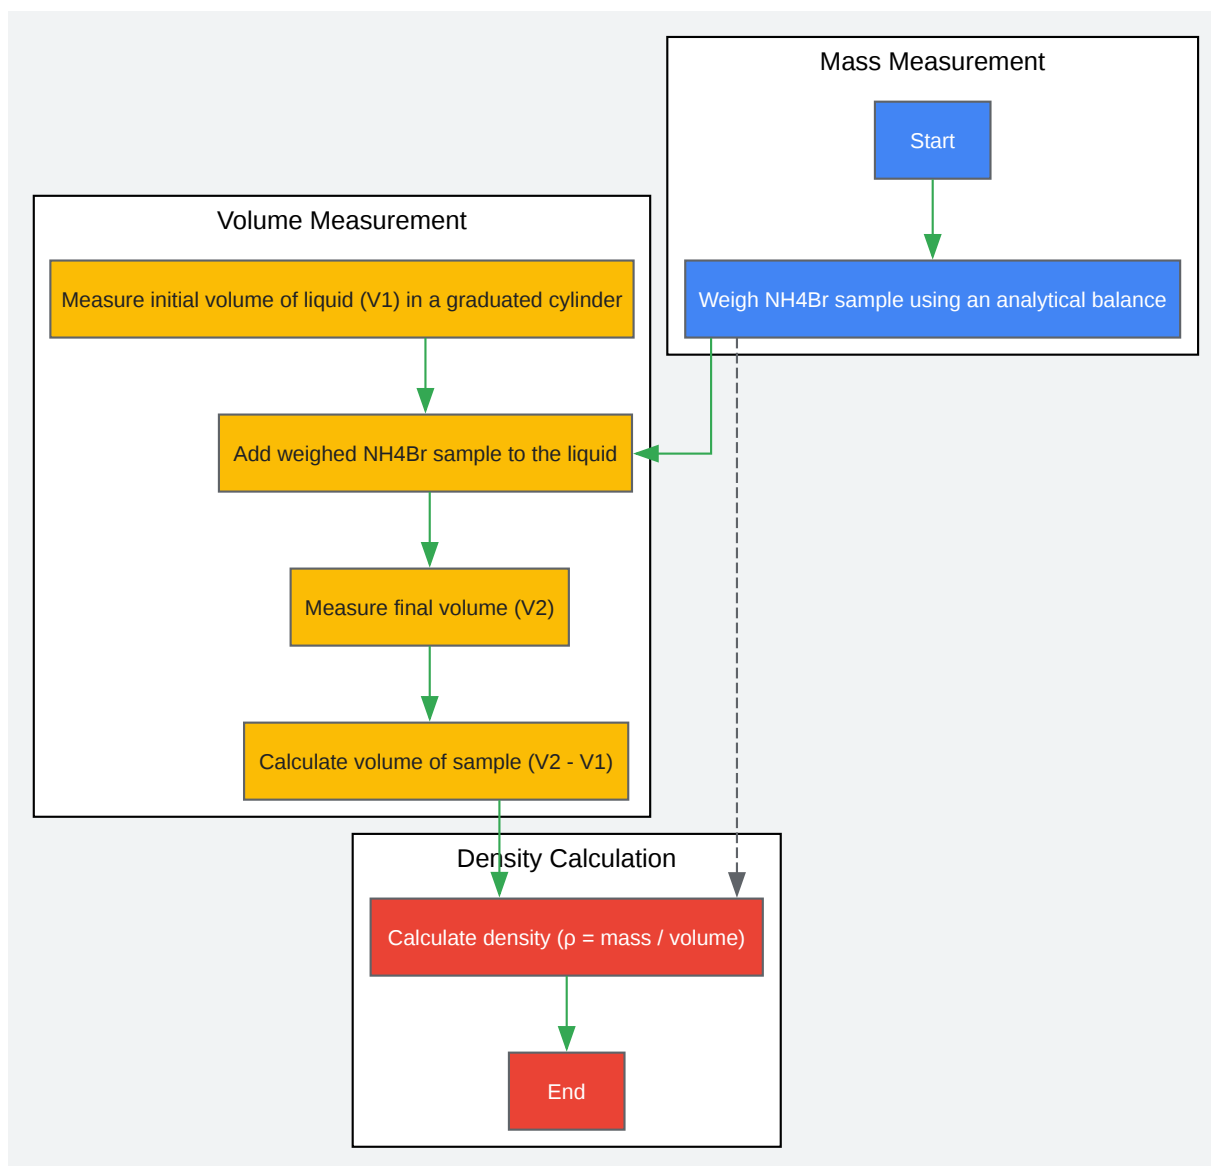 Mass Measurement
Start
Weigh NH4Br sample using an analytical balance
Volume Measurement
Measure initial volume of liquid (V1) in a graduated cylinder
Add weighed NH4Br sample to the liquid
Measure final volume (V2)
Calculate volume of sample (V2 - V1)
Density Calculation
Calculate density (ρ = mass / volume)
End